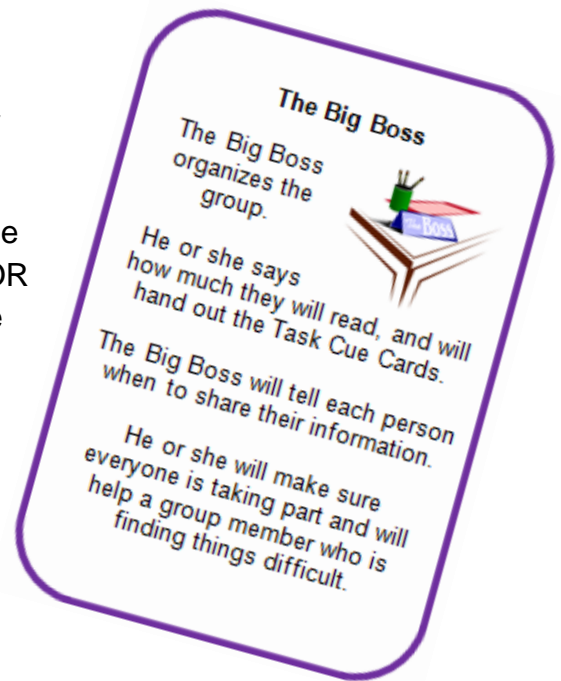 The Big Boss
The Big Boss
organizes the
group.
The Boss
He or she says
how much they will read, and will
hand out the Task Cue Cards.
The Big Boss will tell each person
when to share their information.
He or she will make sure
everyone is taking part and will
help a group member who is
finding things difficult.
e
OR
e